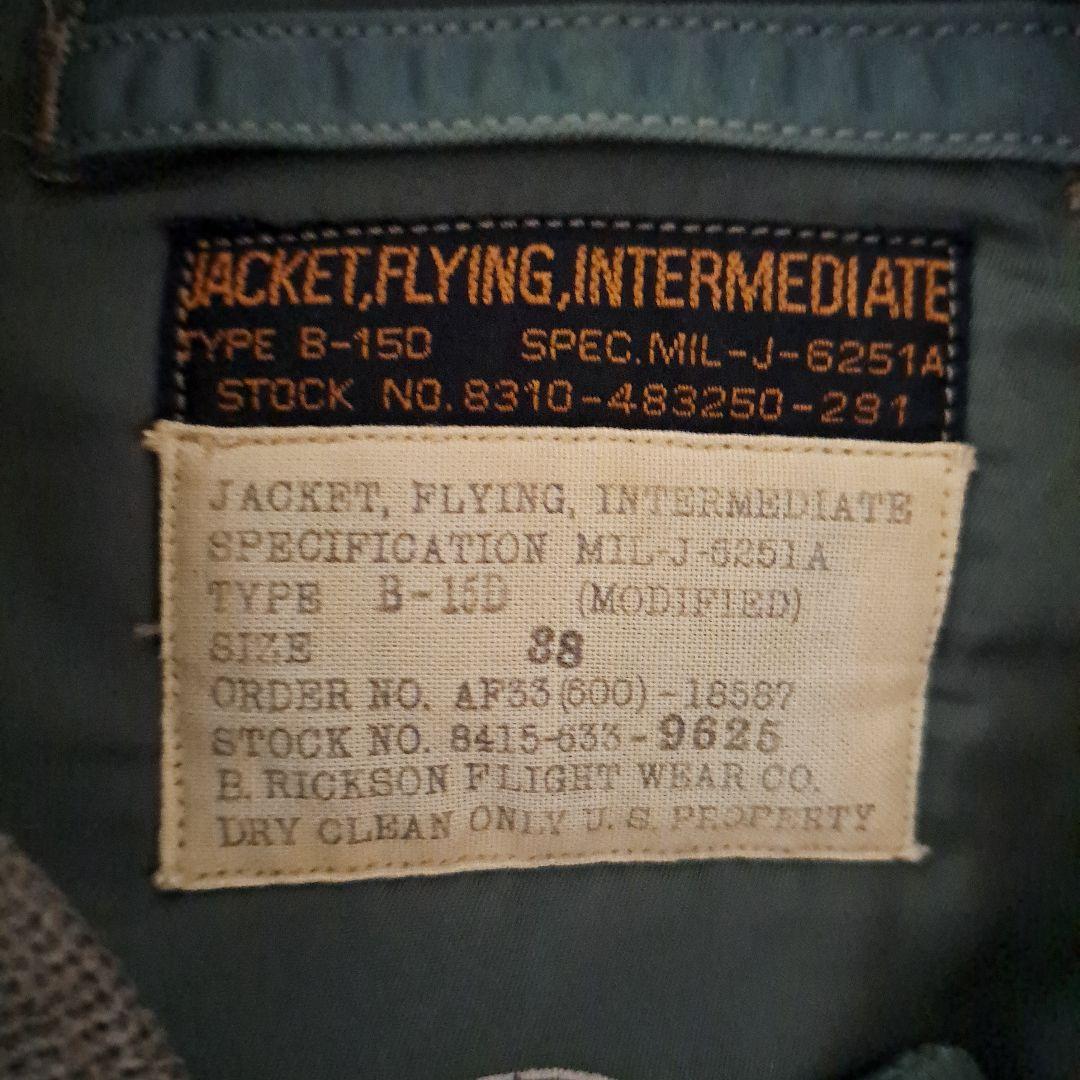 JACKET,FLYING,INTERMEDIATE
TYPE B-15D SPEC.MIL-J-6251A
STOCK NO.8310-483250-291
JACKET, FLYING, INTERMEDIATE
SPECIFICATION MIL-J-6251A
TYPE B-15D (MODIFIED)
SIZE 38
ORDER NO. AF33(600)-18587
STOCK NO. 8415-633-9625
B. RICKSON FLIGHT WEAR CO.
DRY CLEAN ONLY U.S. PROPERTY